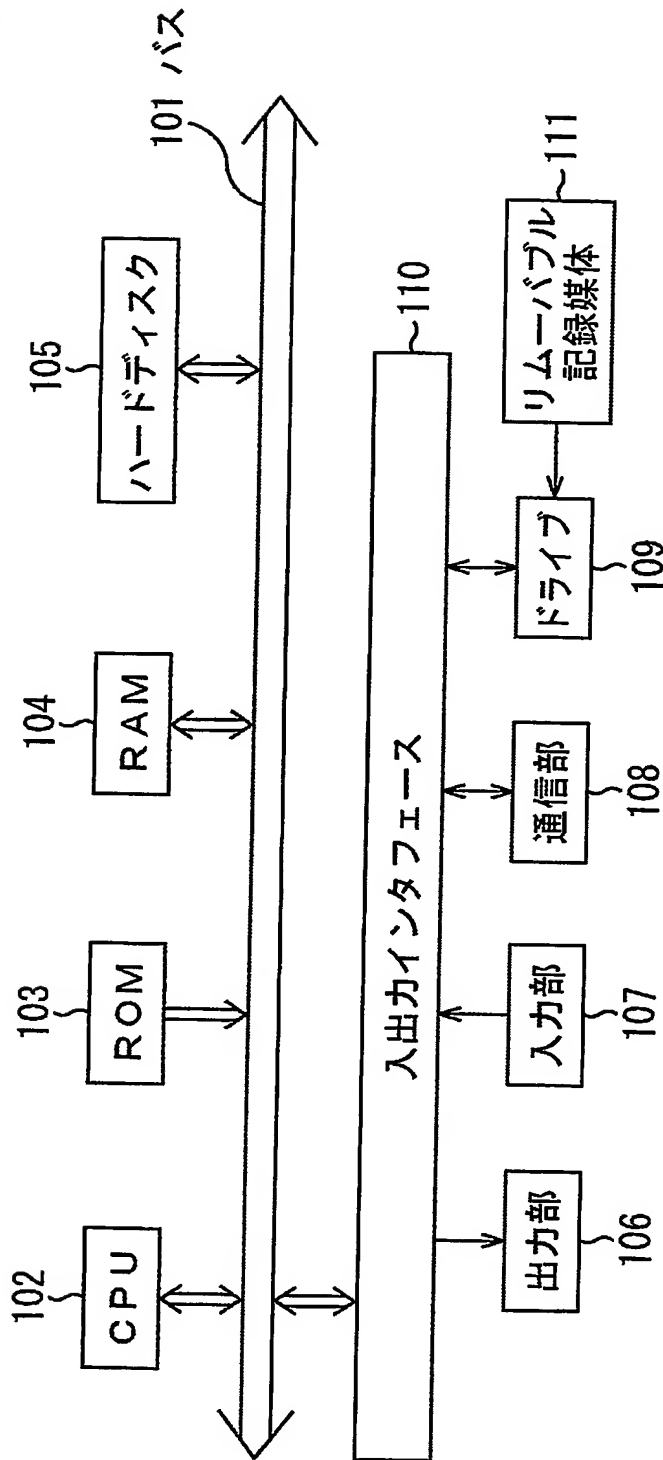 101 バス
102
CPU
103
ROM
104
RAM
105
ハードディスク
110
入出力インタフェース
出力部
106
入力部
107
通信部
108
ドライブ
109
リムーバブル
記録媒体
111